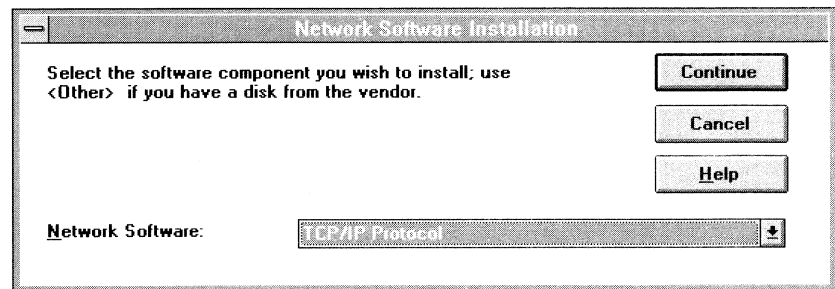 Network Software Installation
Select the software component you wish to install; use
<Other> if you have a disk from the vendor.
Continue
Cancel
Help
Network Software:
TCP/IP Protocol